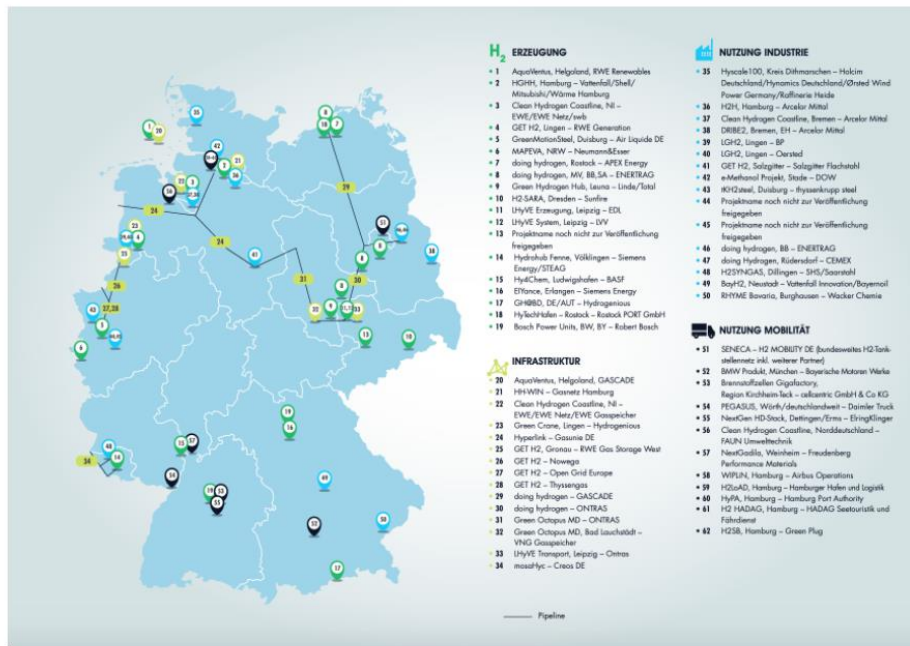 H2 ERZEUGUNG
1 AquaVentus, Helgoland, RWE Renewables
2 HGHH, Hamburg – Vattenfall/Shell/
Mitsubishi/Wärme Hamburg
3 Clean Hydrogen Coastline, NI –
EWE/EWE Netz/swb
4 GET H2, Lingen – RWE Generation
5 GreenMotionSteel, Duisburg – Air Liquide DE
6 MAPEVA, NRW – Neumann&Esser
7 doing hydrogen, Rostock – APEX Energy
8 doing hydrogen, MV, BB,SA – ENERTRAG
9 Green Hydrogen Hub, Leuna – Linde/Total
10 H2-SARA, Dresden – Sunfire
11 LHyVE Erzeugung, Leipzig – EDL
12 LHyVE System, Leipzig – LVV
13 Projektname noch nicht zur Veröffentlichung
freigegeben
14 Hydrohub Fenne, Völklingen – Siemens
Energy/STEAG
15 Hy4Chem, Ludwigshafen – BASF
16 ElYance, Erlangen – Siemens Energy
17 GH@BD, DE/AUT – Hydrogenious
18 HyTechHafen – Rostock – Rostock PORT GmbH
19 Bosch Power Units, BW, BY – Robert Bosch
INFRASTRUKTUR
20 AquaVentus, Helgoland, GASCADE
21 HH-WIN – Gasnetz Hamburg
22 Clean Hydrogen Coastline, NI –
EWE/EWE Netz/EWE Gasspeicher
23 Green Crane, Lingen – Hydrogenious
24 Hyperlink – Gasunie DE
25 GET H2, Gronau – RWE Gas Storage West
26 GET H2 – Nowega
27 GET H2 – Open Grid Europe
28 GET H2 – Thyssengas
29 doing hydrogen – GASCADE
30 doing hydrogen – ONTRAS
31 Green Octopus MD – ONTRAS
32 Green Octopus MD, Bad Lauchstädt –
VNG Gasspeicher
33 LHyVE Transport, Leipzig – Ontras
34 mosaHyc – Creos DE
Pipeline
NUTZUNG INDUSTRIE
35 Hyscale100, Kreis Dithmarschen – Holcim
Deutschland/Hynamics Deutschland/Ørsted Wind
Power Germany/Raffinerie Heide
36 H2H, Hamburg – Arcelor Mittal
37 Clean Hydrogen Coastline, Bremen – Arcelor Mittal
38 DRIBE2, Bremen, EH – Arcelor Mittal
39 LGH2, Lingen – BP
40 LGH2, Lingen – Oersted
41 GET H2, Salzgitter – Salzgitter Flachstahl
42 e-Methanol Projekt, Stade – DOW
43 tKH2steel, Duisburg – thyssenkrupp steel
44 Projektname noch nicht zur Veröffentlichung
freigegeben
45 Projektname noch nicht zur Veröffentlichung
freigegeben
46 doing hydrogen, BB – ENERTRAG
47 doing Hydrogen, Rüdersdorf – CEMEX
48 H2SYNGAS, Dillingen – SHS/Saarstahl
49 BayH2, Neustadt – Vattenfall Innovation/Bayernoil
50 RHYME Bavaria, Burghausen – Wacker Chemie
NUTZUNG MOBILITÄT
51 SENECA – H2 MOBILITY DE (bundesweites H2-Tank-
stellennetz inkl. weiterer Partner)
52 BMW Produkt, München – Bayerische Motoren Werke
53 Brennstoffzellen Gigafactory,
Region Kirchheim-Teck – cellcentric GmbH & Co KG
54 PEGASUS, Wörth/deutschlandweit – Daimler Truck
55 NextGen HD-Stack, Dettingen/Erms – ElringKlinger
56 Clean Hydrogen Coastline, Norddeutschland –
FAUN Umwelttechnik
57 NextGadila, Weinheim – Freudenberg
Performance Materials
58 WIPLIN, Hamburg – Airbus Operations
59 H2LoAD, Hamburg – Hamburger Hafen und Logistik
60 HyPA, Hamburg – Hamburg Port Authority
61 H2 HADAG, Hamburg – HADAG Seetouristik und
Fährdienst
62 H2SB, Hamburg – Green Plug